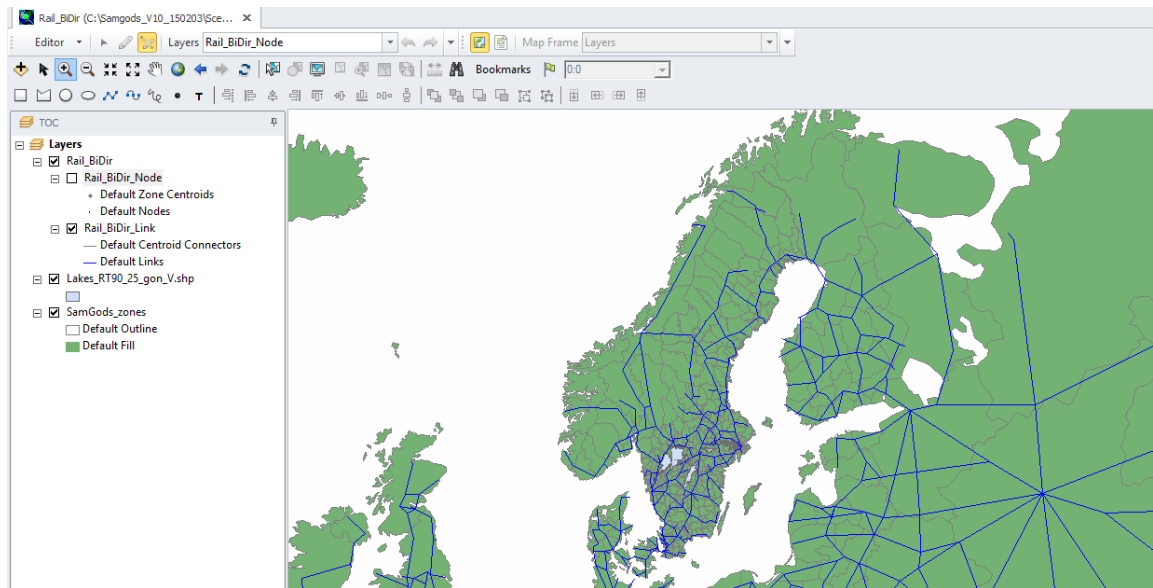 Rail_BiDir (C:\Samgods_V10_150203\Sce...
Editor Layers Rail_BiDir_Node Map Frame Layers
Bookmarks 0:0
T
TOC
Layers
Rail_BiDir
Rail_BiDir_Node
Default Zone Centroids
Default Nodes
Rail_BiDir_Link
Default Centroid Connectors
Default Links
Lakes_RT90_25_gon_V.shp
SamGods_zones
Default Outline
Default Fill